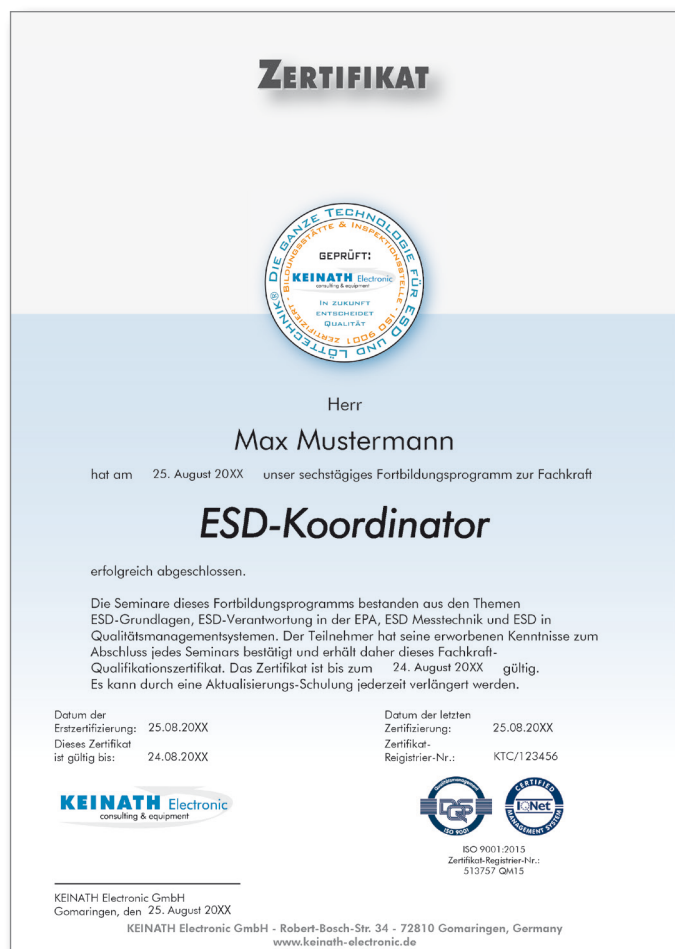 ZERTIFIKAT
DIE GANZE TECHNOLOGIE FÜR ESD UND LÖTTECHNIK®
BILDUNGSSTÄTTE & INSPEKTIONSSTELLE - ISO 9001 ZERTIFIZIERT -
GEPRÜFT:
KEINATH Electronic
consulting & equipment
IN ZUKUNFT
ENTSCHEIDET
QUALITÄT
Herr
Max Mustermann
hat am 25. August 20XX unser sechstägiges Fortbildungsprogramm zur Fachkraft
ESD-Koordinator
erfolgreich abgeschlossen.
Die Seminare dieses Fortbildungsprogramms bestanden aus den Themen
ESD-Grundlagen, ESD-Verantwortung in der EPA, ESD Messtechnik und ESD in
Qualitätsmanagementsystemen. Der Teilnehmer hat seine erworbenen Kenntnisse zum
Abschluss jedes Seminars bestätigt und erhält daher dieses Fachkraft-
Qualifikationszertifikat. Das Zertifikat ist bis zum 24. August 20XX gültig.
Es kann durch eine Aktualisierungs-Schulung jederzeit verlängert werden.
Datum der
Erstzertifizierung: 25.08.20XX
Dieses Zertifikat
ist gültig bis: 24.08.20XX
Datum der letzten
Zertifizierung: 25.08.20XX
Zertifikat-
Reigistrier-Nr.: KTC/123456
KEINATH Electronic
consulting & equipment
Qualitätsmanagement
DQS
ISO 9001
CERTIFIED
IQNet
MANAGEMENT SYSTEM
ISO 9001:2015
Zertifikat-Registrier-Nr.:
513757 QM15
KEINATH Electronic GmbH
Gomaringen, den 25. August 20XX
KEINATH Electronic GmbH - Robert-Bosch-Str. 34 - 72810 Gomaringen, Germany
www.keinath-electronic.de